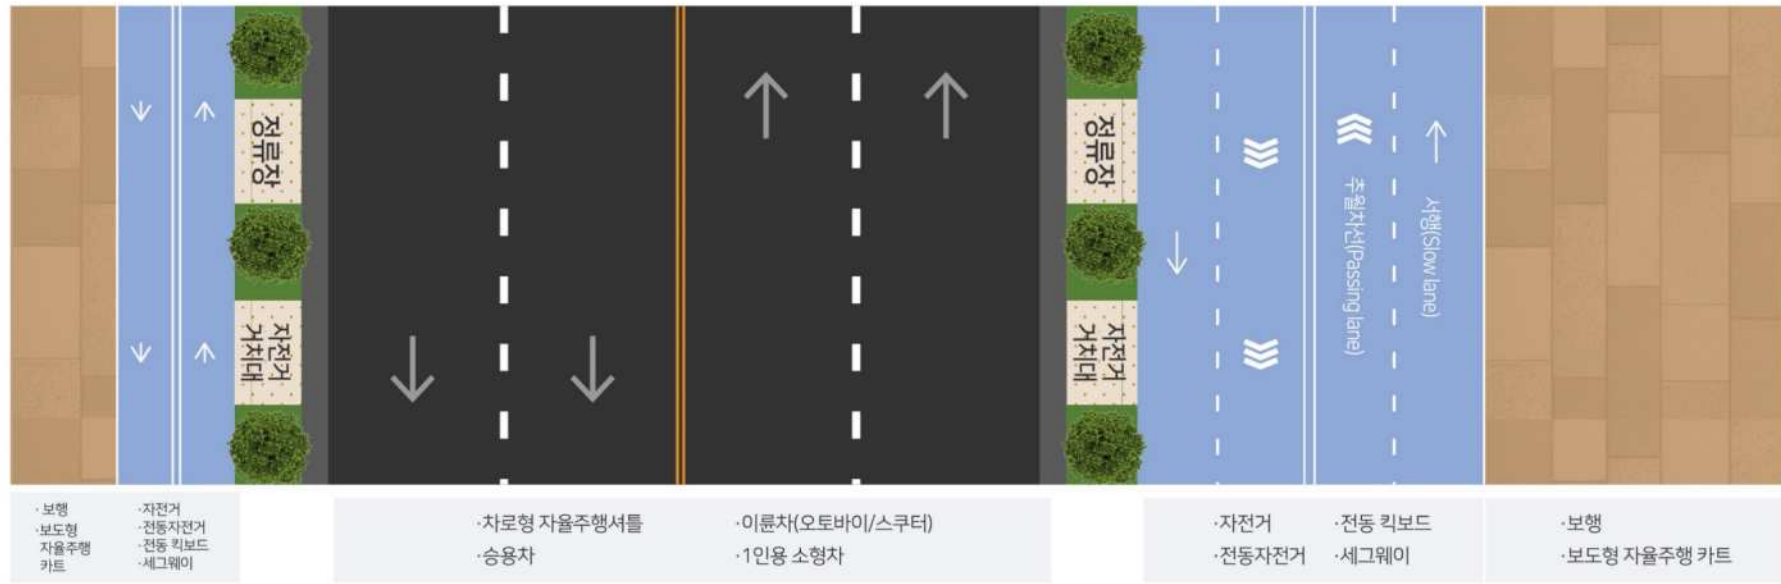 정류장
자전거
거치대
정류장
자전거
거치대
추월차선(Passing lane)
서행(Slow lane)
· 보행
·보도형
자율주행
카트
·자전거
·전동자전거
·전동 킥보드
·세그웨이
·차로형 자율주행셔틀
·승용차
·이륜차(오토바이/스쿠터)
·1인용 소형차
·자전거
·전동자전거
·전동 킥보드
·세그웨이
·보행
·보도형 자율주행 카트